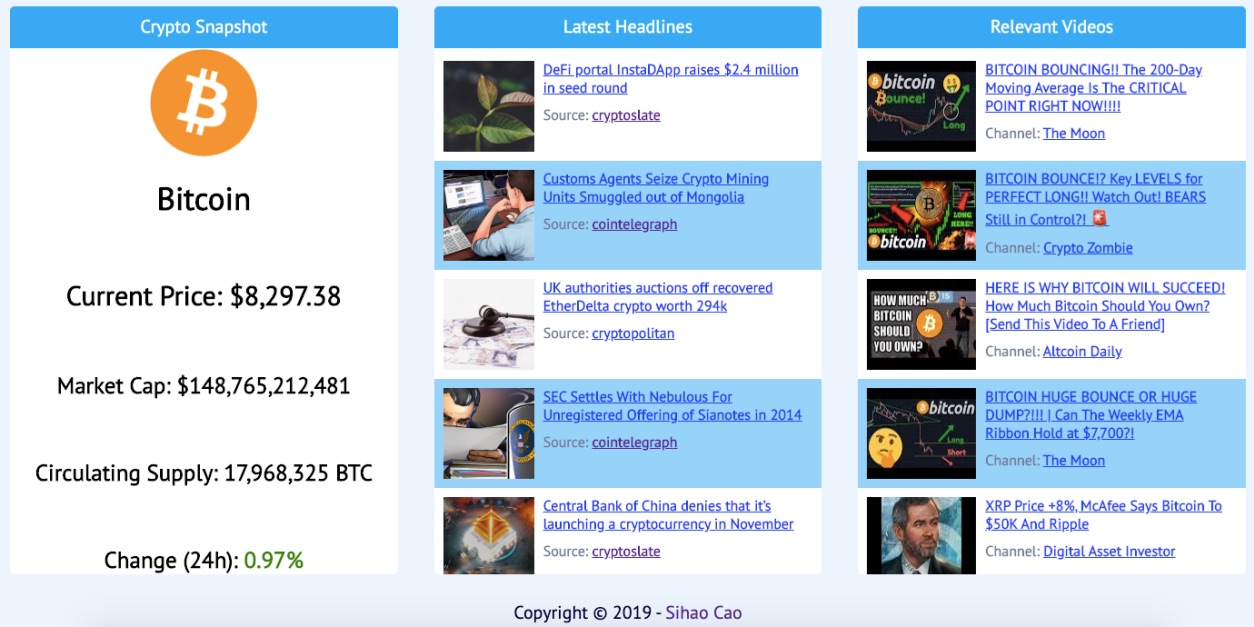 Crypto Snapshot
Bitcoin
Current Price: $8,297.38
Market Cap: $148,765,212,481
Circulating Supply: 17,968,325 BTC
Change (24h): 0.97%
Latest Headlines
DeFi portal InstaDApp raises $2.4 million
in seed round
Source: cryptoslate
Customs Agents Seize Crypto Mining
Units Smuggled out of Mongolia
Source: cointelegraph
UK authorities auctions off recovered
EtherDelta crypto worth 294k
Source: cryptopolitan
SEC Settles With Nebulous For
Unregistered Offering of Sianotes in 2014
Source: cointelegraph
Central Bank of China denies that it's
launching a cryptocurrency in November
Source: cryptoslate
Relevant Videos
bitcoin
Bounce!
Long
BITCOIN BOUNCING!! The 200-Day
Moving Average Is The CRITICAL
POINT RIGHT NOW!!!!
Channel: The Moon
LONG
HERE!!
BOUNCE?!
bitcoin
BITCOIN BOUNCE!? Key LEVELS for
PERFECT LONG!! Watch Out! BEARS
Still in Control?! 🚨
Channel: Crypto Zombie
HOW MUCH
BITCOIN
SHOULD
YOU OWN?
HERE IS WHY BITCOIN WILL SUCCEED!
How Much Bitcoin Should You Own?
[Send This Video To A Friend]
Channel: Altcoin Daily
bitcoin
Long
Short
BITCOIN HUGE BOUNCE OR HUGE
DUMP?!!! | Can The Weekly EMA
Ribbon Hold at $7,700?!
Channel: The Moon
XRP Price +8%, McAfee Says Bitcoin To
$50K And Ripple
Channel: Digital Asset Investor
Copyright © 2019 - Sihao Cao